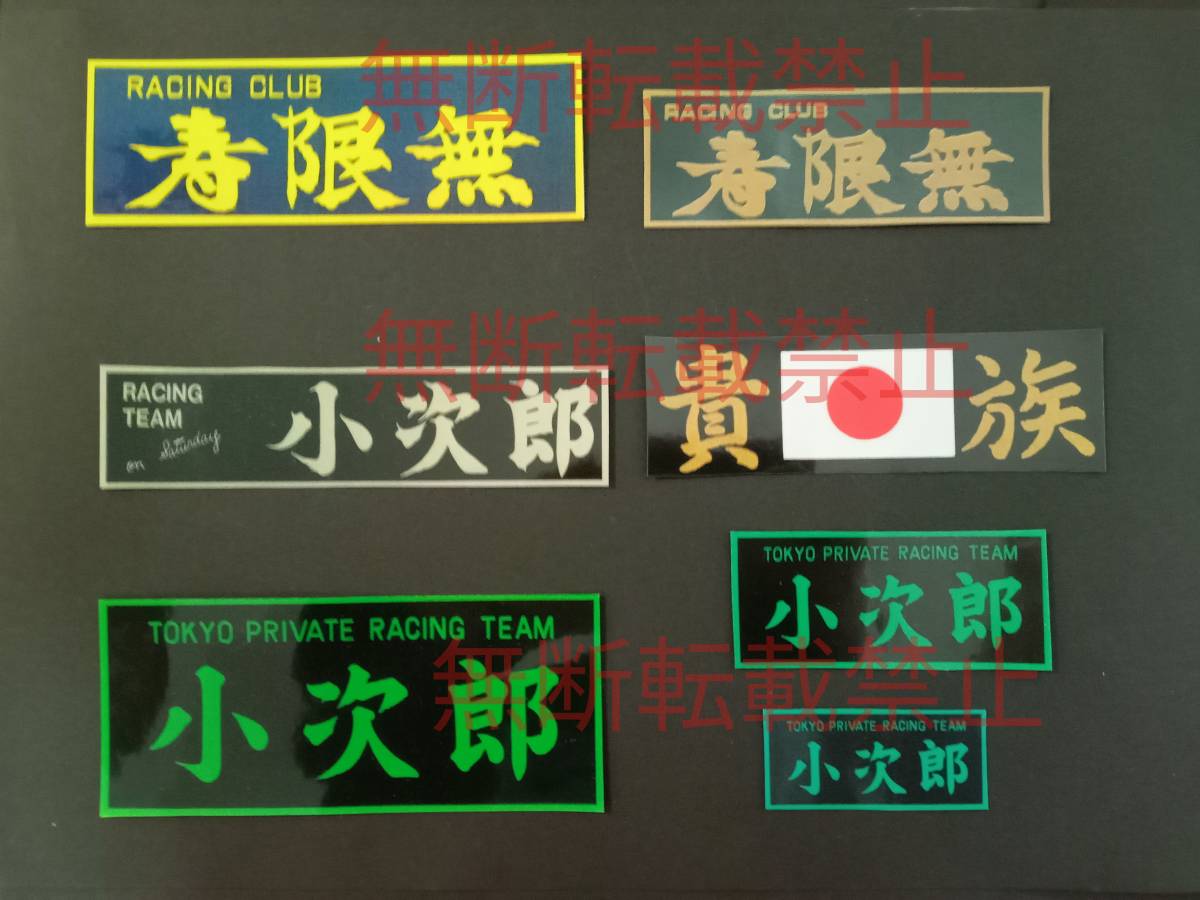 無断転載禁止
RACING CLUB
寿限無
RACING CLUB
寿限無
無断転載禁止
RACING
TEAM
on Saturday
小次郎
貴 族
TOKYO PRIVATE RACING TEAM
小次郎
TOKYO PRIVATE RACING TEAM
小次郎
無断転載禁止
TOKYO PRIVATE RACING TEAM
小次郎